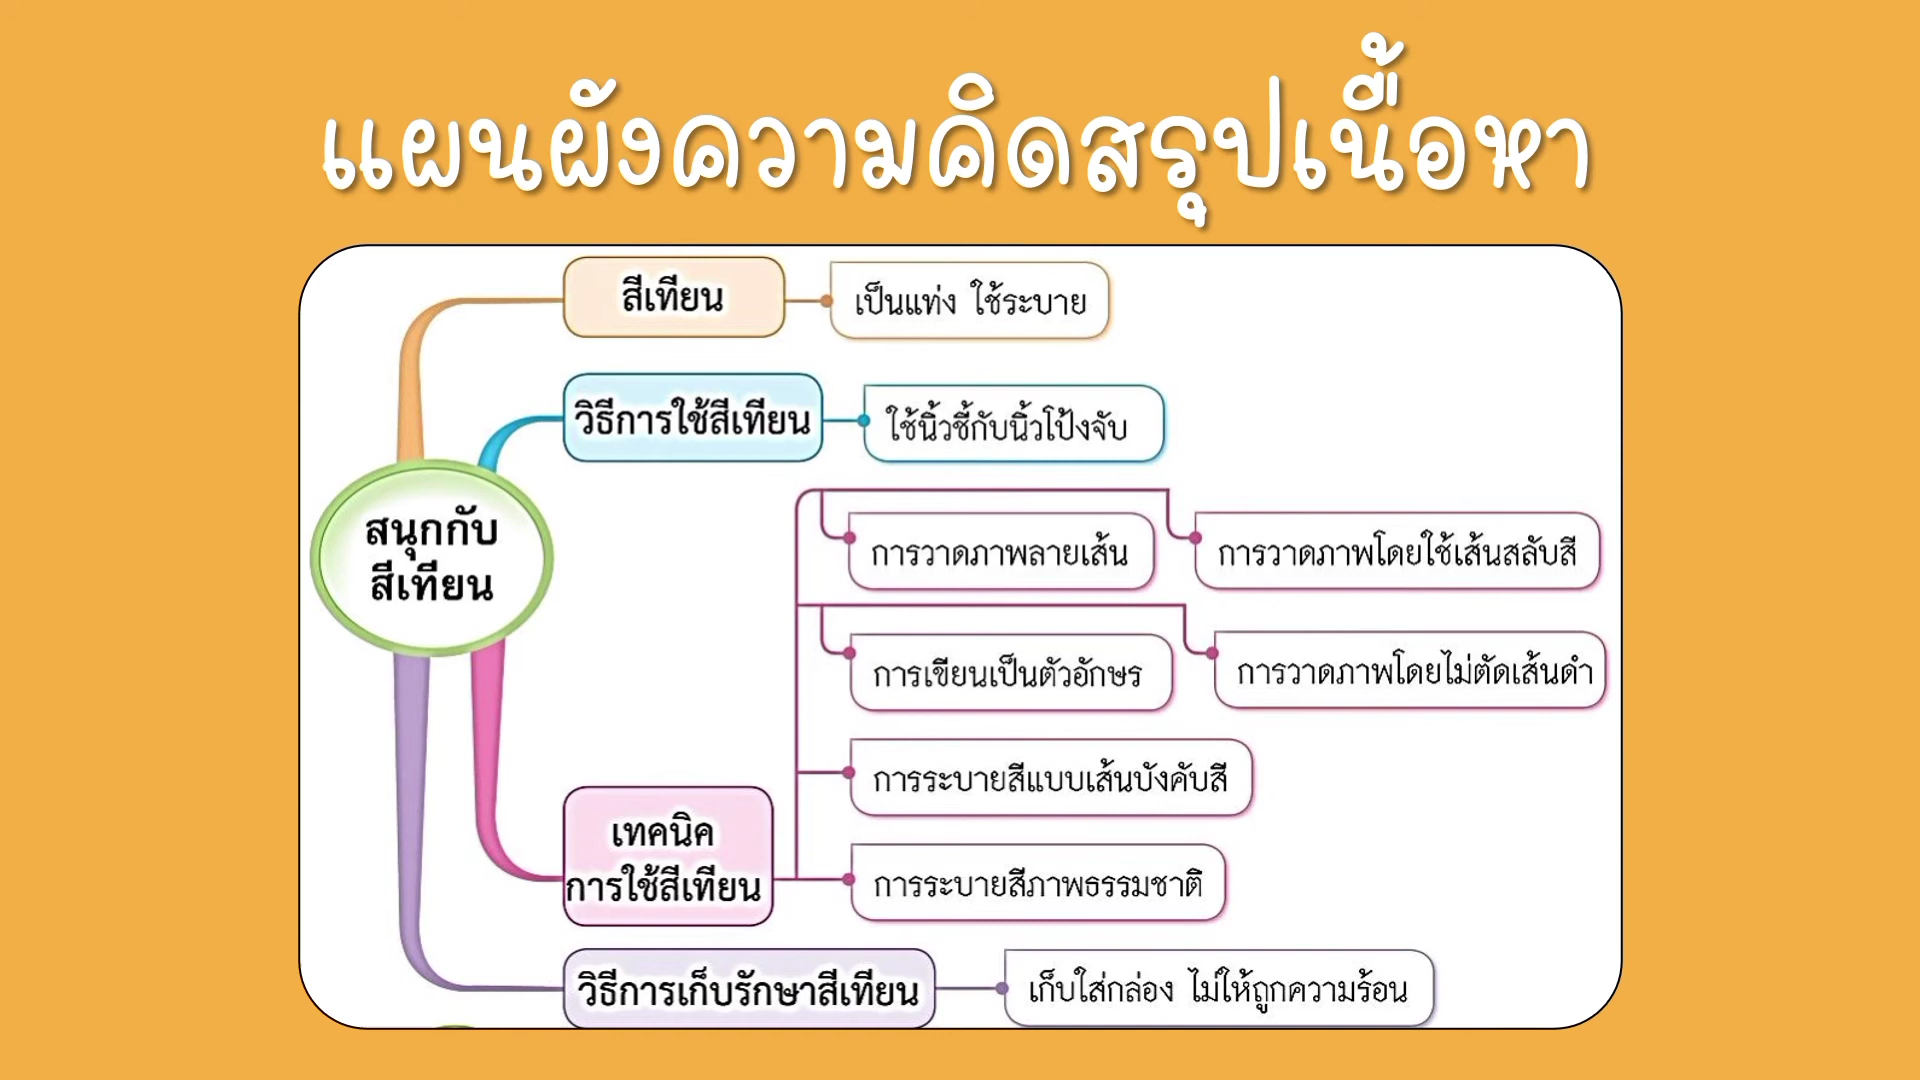 แผนผังความคิดสรุปเนื้อหา
สีเทียน
เป็นแท่ง ใช้ระบาย
วิธีการใช้สีเทียน
ใช้นิ้วชี้กับนิ้วโป้งจับ
สนุกกับ
สีเทียน
การวาดภาพลายเส้น
การวาดภาพโดยใช้เส้นสลับสี
การเขียนเป็นตัวอักษร
การวาดภาพโดยไม่ตัดเส้นดำ
การระบายสีแบบเส้นบังคับสี
เทคนิค
การใช้สีเทียน
การระบายสีภาพธรรมชาติ
วิธีการเก็บรักษาสีเทียน
เก็บใส่กล่อง ไม่ให้ถูกความร้อน